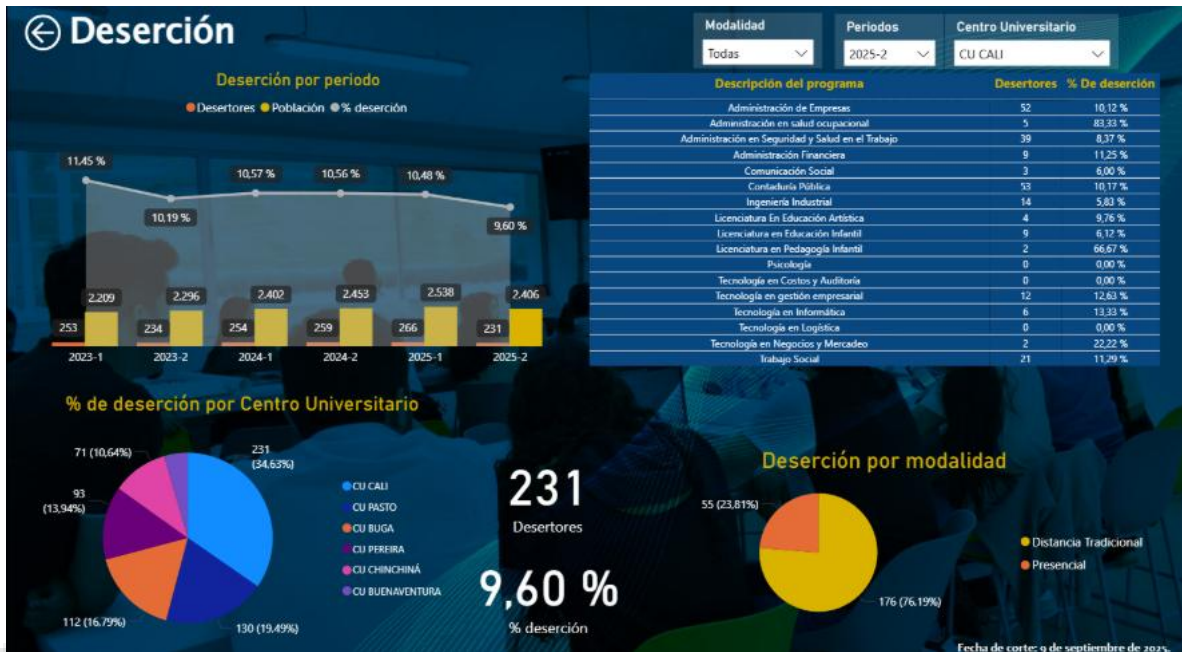 Deserción
Modalidad
Todas
Periodos
2025-2
Centro Universitario
CU CALI
Deserción por periodo
Desertores Población % deserción
11,45 %
10,19 %
10,57 %
10,56 %
10,48 %
9,60 %
2.209
2.296
2.402
2.453
2.538
2.406
253
234
254
259
266
231
2023-1 2023-2 2024-1 2024-2 2025-1 2025-2
Descripción del programa Desertores % De deserción
Administración de Empresas 52 10,12 %
Administración en salud ocupacional 5 83,33 %
Administración en Seguridad y Salud en el Trabajo 39 8,37 %
Administración Financiera 9 11,25 %
Comunicación Social 3 6,00 %
Contaduría Pública 53 10,17 %
Ingeniería Industrial 14 5,83 %
Licenciatura En Educación Artística 4 9,76 %
Licenciatura en Educación Infantil 9 6,12 %
Licenciatura en Pedagogía Infantil 2 66,67 %
Psicología 0 0,00 %
Tecnología en Costos y Auditoría 0 0,00 %
Tecnología en gestión empresarial 12 12,63 %
Tecnología en Informática 6 13,33 %
Tecnología en Logística 0 0,00 %
Tecnología en Negocios y Mercadeo 2 22,22 %
Trabajo Social 21 11,29 %
% de deserción por Centro Universitario
71 (10,64%)
231
(34,63%)
93
(13,94%)
112 (16.79%)
130 (19.49%)
CU CALI
CU PASTO
CU BUGA
CU PEREIRA
CU CHINCHINÁ
CU BUENAVENTURA
231
Desertores
9,60 %
% deserción
Deserción por modalidad
55 (23,81%)
176 (76.19%)
Distancia Tradicional
Presencial
Fecha de corte: 9 de septiembre de 2025.